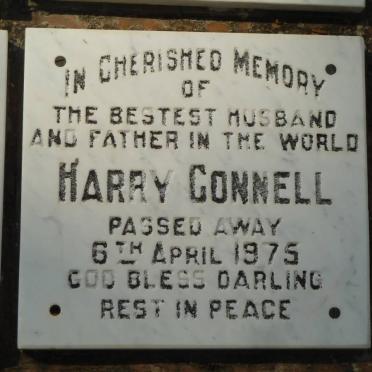 IN CHERISHED MEMORY
OF
THE BESTEST HUSBAND
AND FATHER IN THE WORLD
HARRY CONNELL
PASSED AWAY
6TH APRIL 1975
GOD BLESS DARLING
REST IN PEACE